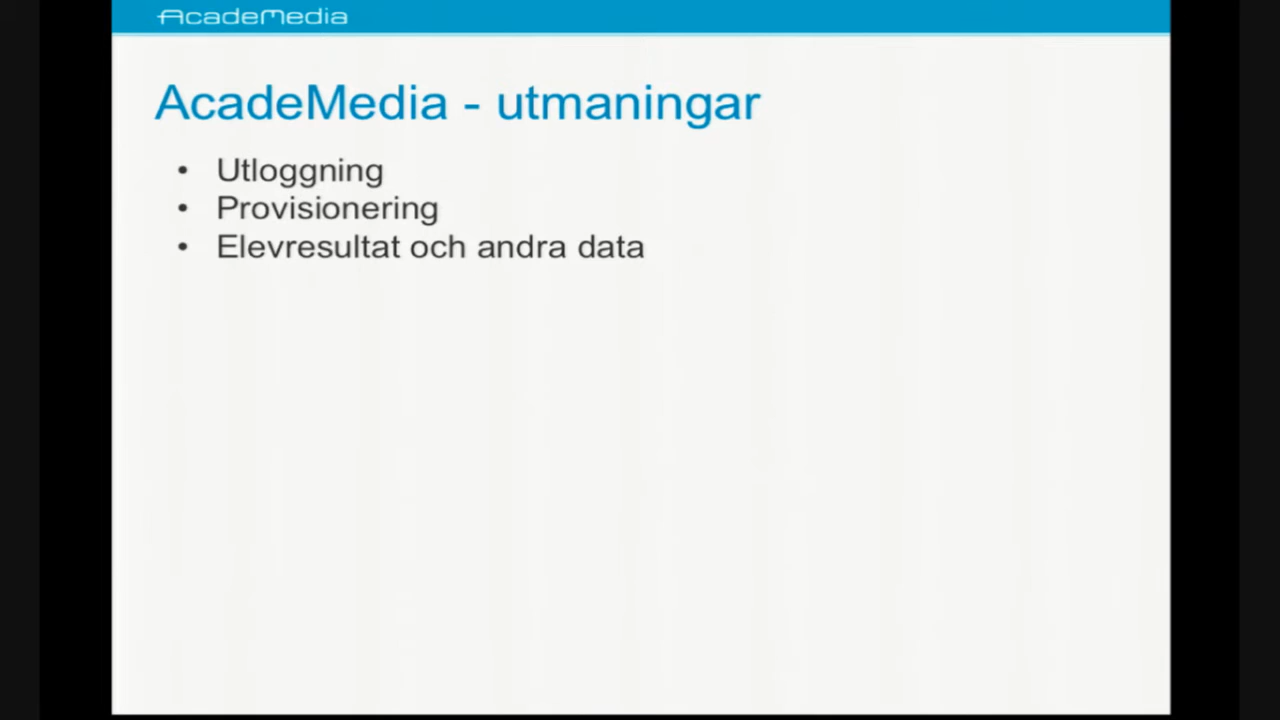 AcadeMedia
AcadeMedia - utmaningar
• Utloggning
• Provisionering
• Elevresultat och andra data